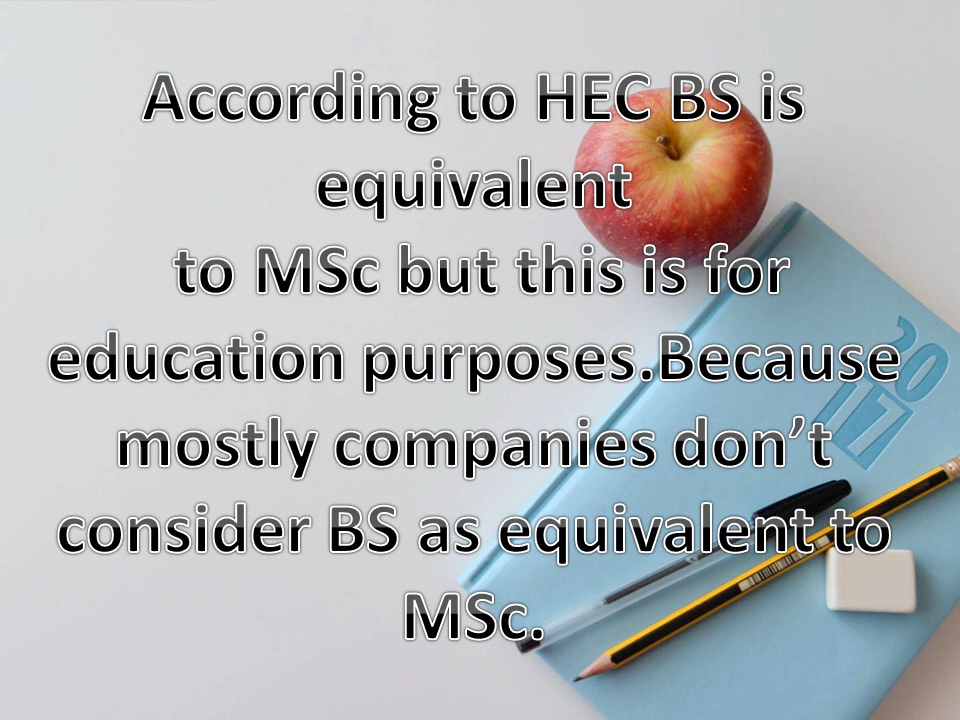 According to HEC BS is
equivalent
to MSc but this is for
education purposes.Because
mostly companies don’t
consider BS as equivalent to
MSc.
2017